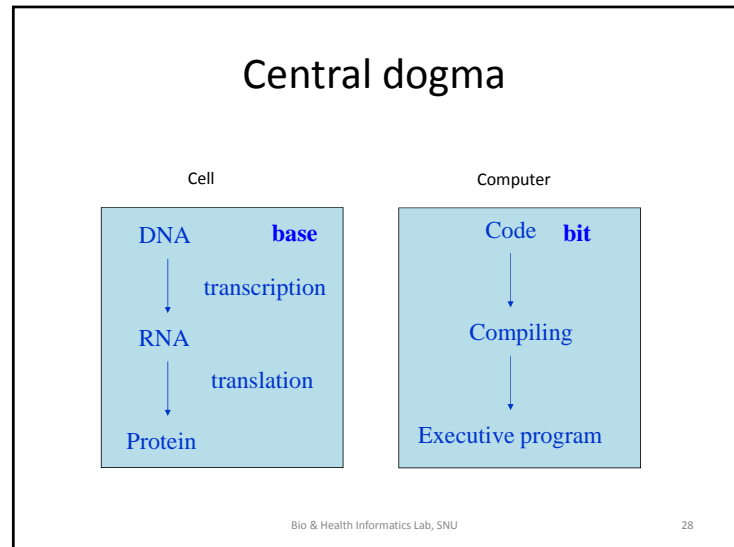 Central dogma
Cell
DNA base
transcription
RNA
translation
Protein
Computer
Code bit
Compiling
Executive program
Bio & Health Informatics Lab, SNU
28